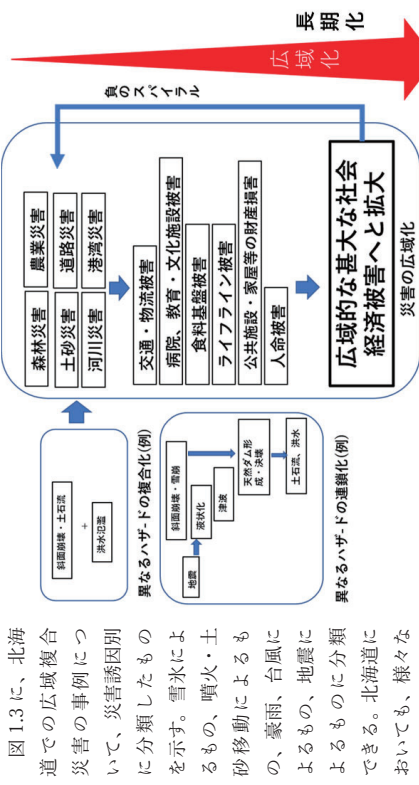 長期化
広域化
負のスパイラル
森林災害
農業災害
土砂災害
道路災害
河川災害
港湾災害
交通・物流被害
病院、教育・文化施設被害
食料基盤被害
ライフライン被害
公共施設・家屋等の財産損害
人命被害
広域的な甚大な社会
経済被害へと拡大
災害の広域化
斜面崩壊・土石流
+
洪水氾濫
異なるハザードの複合化(例)
地震
斜面崩壊・雪崩
液状化
津波
天然ダム形
成・決壊
土石流、洪水
異なるハザードの連鎖化(例)
図1.3に、北海
道での広域複合
災害の事例につ
いて、災害誘因別
に分類したもの
を示す。雪氷によ
るもの、噴火・土
砂移動によるも
の、豪雨、台風に
よるもの、地震に
よるものに分類
できる。北海道に
おいても、様々な